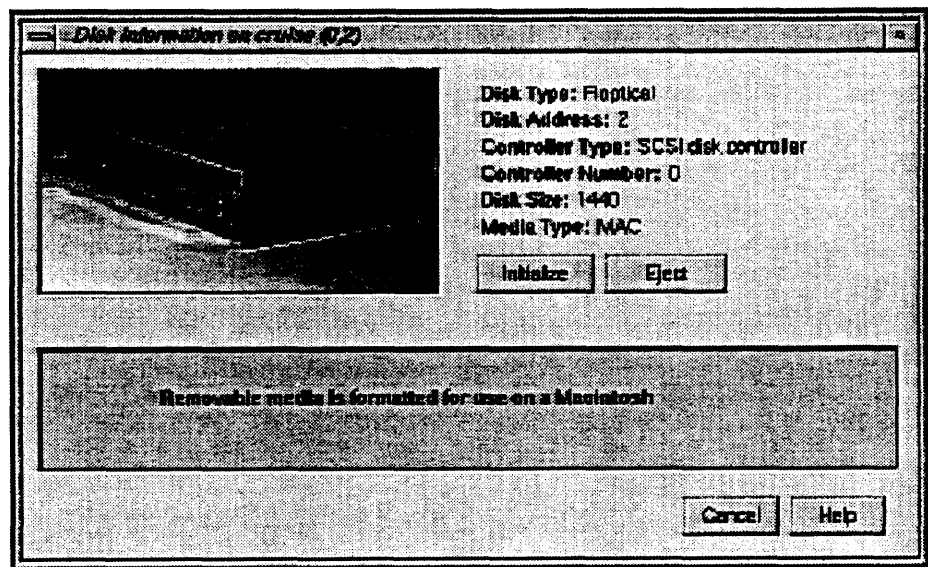 Disk Information on cruise (0,2)
Disk Type: Floptical
Disk Address: 2
Controller Type: SCSI disk controller
Controller Number: 0
Disk Size: 1440
Media Type: MAC
Initialize Eject
Removable media is formatted for use on a Macintosh
Cancel Help